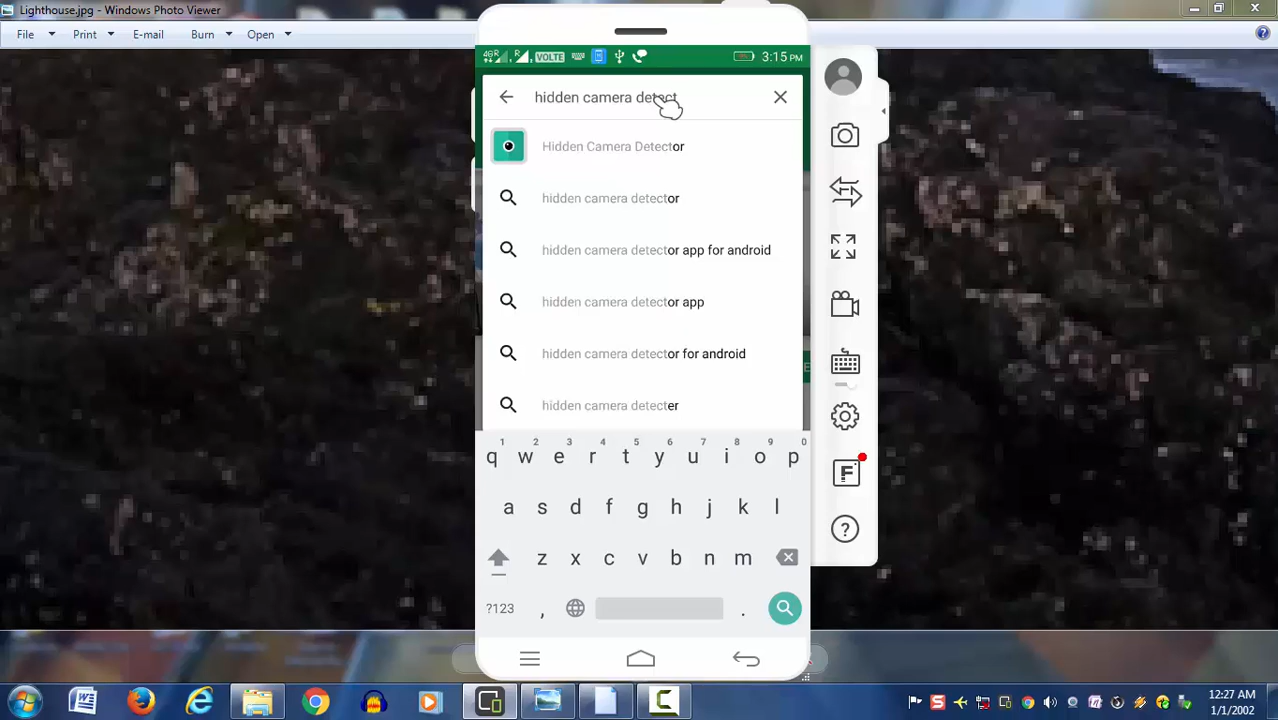 Lighthouse.jpg - Windows Photo Viewer
File Print E-mail Burn Open
4G R R VOLTE 3:15 PM
hidden camera detect
Hidden Camera Detector
hidden camera detector
hidden camera detector app for android
hidden camera detector app
hidden camera detector for android
hidden camera detecter
1 2 3 4 5 6 7 8 9 0
q w e r t y u i o p
a s d f g h j k l
z x c v b n m
?123 , .
12:27 AM
1/1/2002